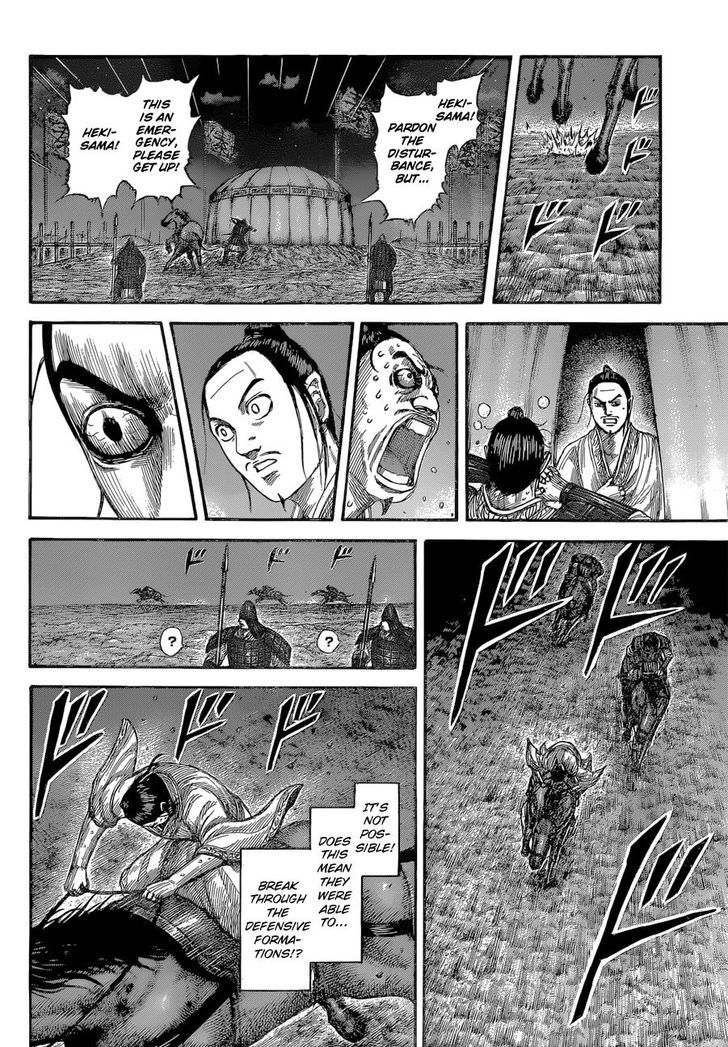 ド
ド
ド
ド
HEKI-
SAMA!
PARDON
THE
DISTUR-
BANCE,
BUT...
THIS
IS AN
EMER-
GENCY,
PLEASE
GET UP!
HEKI-
SAMA!
ド
ド
ド
ド
ド
?
?
ド
ド
ド
IT'S
NOT
POS-
SIBLE!
DOES
THIS
MEAN
THEY
WERE
ABLE
TO...
BREAK
THROUGH
THE
DEFENSIVE
FORMA-
TIONS!?